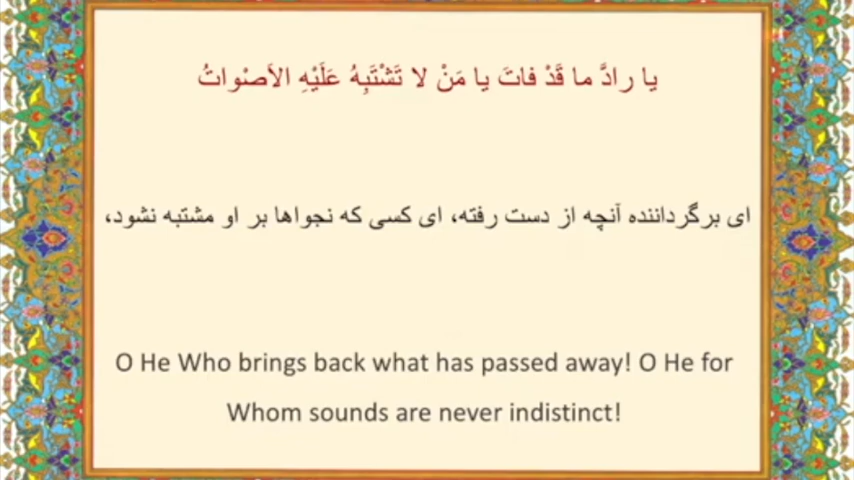 يا رادَّ ما قَدْ فاتَ يا مَنْ لا تَشْتَبِهُ عَلَيْهِ الاَصْواتُ
ای برگرداننده آنچه از دست رفته، ای کسی که نجواها بر او مشتبه نشود،
O He Who brings back what has passed away! O He for
Whom sounds are never indistinct!